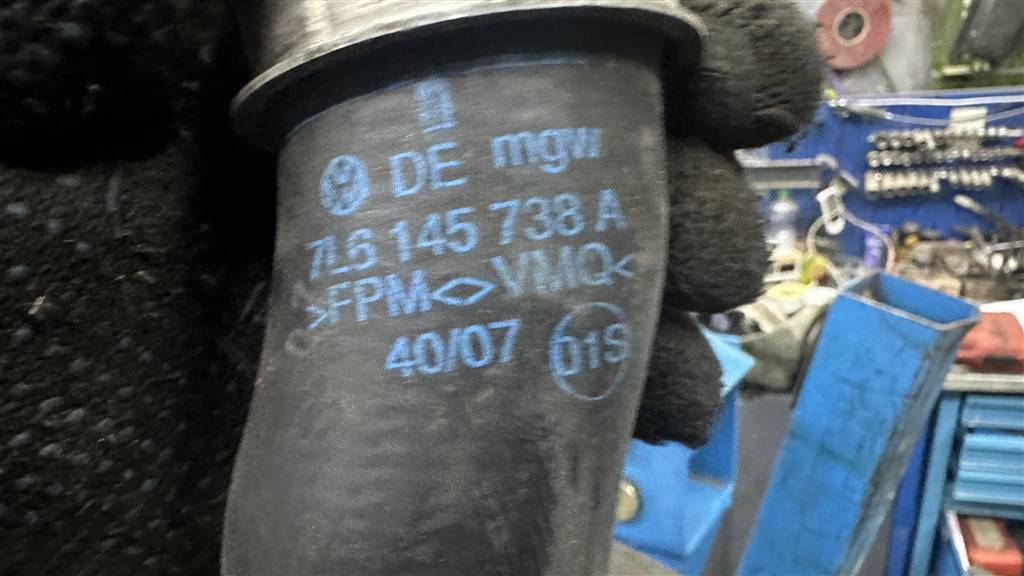 DE mgw
7L6 145 738 A
>FPM<>VMQ<
40/07 01S